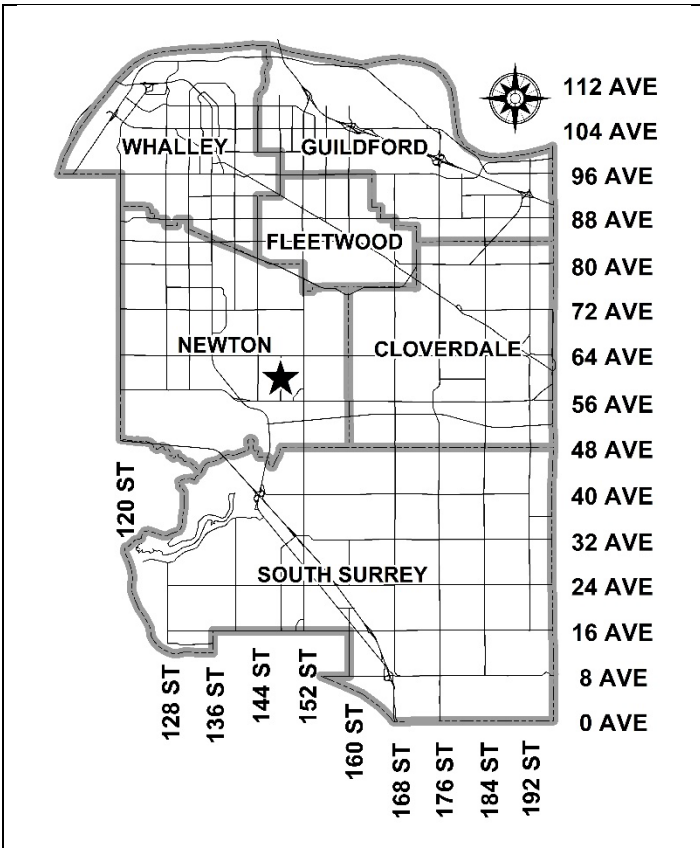 112 AVE
104 AVE
WHALLEY
GUILDFORD
96 AVE
88 AVE
FLEETWOOD
80 AVE
72 AVE
NEWTON
CLOVERDALE
64 AVE
56 AVE
48 AVE
120 ST
40 AVE
32 AVE
SOUTH SURREY
24 AVE
16 AVE
128 ST
136 ST
144 ST
152 ST
160 ST
8 AVE
0 AVE
168 ST
176 ST
184 ST
192 ST